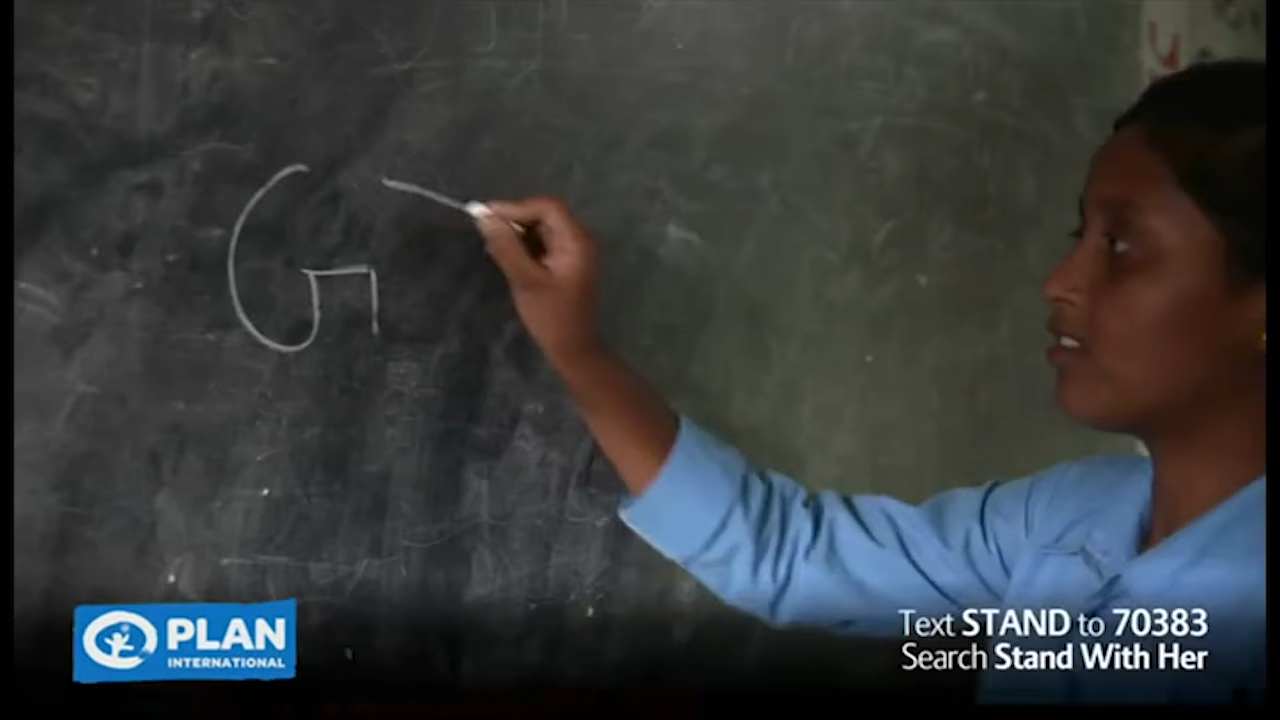 G
PLAN
INTERNATIONAL
Text STAND to 70383
Search Stand With Her